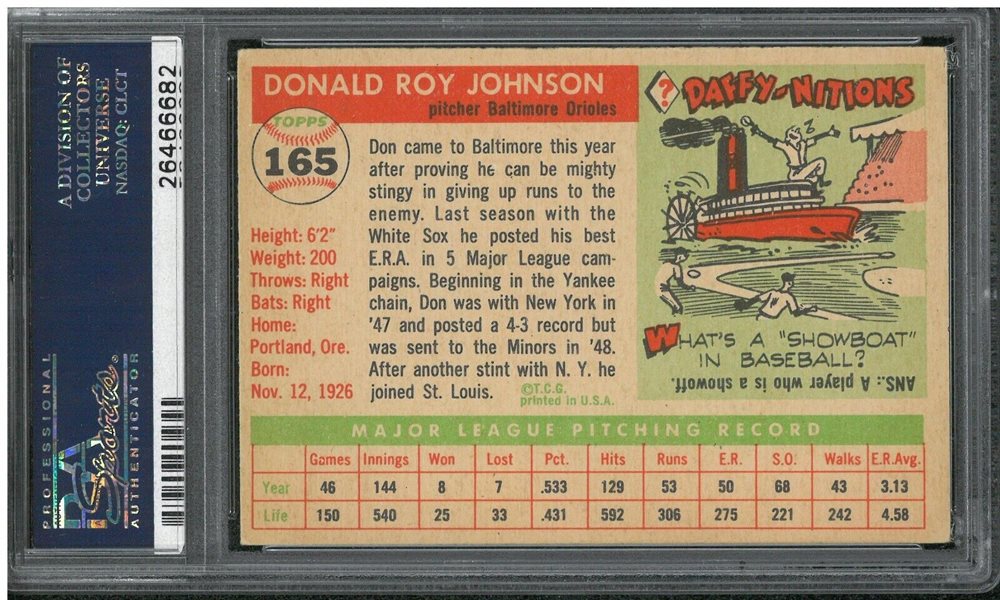 A DIVISION OF
COLLECTORS
UNIVERSE
NASDAQ: CLCT
26466682
PROFESSIONAL
PSA
Sports
AUTHENTICATOR
DONALD ROY JOHNSON
pitcher Baltimore Orioles
TOPPS
165
Height: 6'2"
Weight: 200
Throws: Right
Bats: Right
Home:
Portland, Ore.
Born:
Nov. 12, 1926
Don came to Baltimore this year
after proving he can be mighty
stingy in giving up runs to the
enemy. Last season with the
White Sox he posted his best
E.R.A. in 5 Major League cam-
paigns. Beginning in the Yankee
chain, Don was with New York in
'47 and posted a 4-3 record but
was sent to the Minors in '48.
After another stint with N. Y. he
joined St. Louis.
©T.C.G.
printed in U.S.A.
? DAFFY-NITIONS
WHAT'S A "SHOWBOAT"
IN BASEBALL?
ANS.: A player who is a showoff.
MAJOR LEAGUE PITCHING RECORD
Games Innings Won Lost Pct. Hits Runs E.R. S.O. Walks E.R.Avg.
Year 46 144 8 7 .533 129 53 50 68 43 3.13
Life 150 540 25 33 .431 592 306 275 221 242 4.58